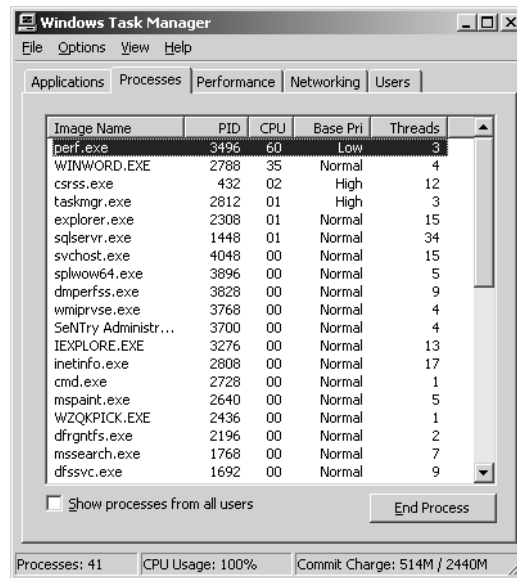 Windows Task Manager
File Options View Help
Applications Processes Performance Networking Users
Image Name PID CPU Base Pri Threads
perf.exe 3496 60 Low 3
WINWORD.EXE 2788 35 Normal 4
csrss.exe 432 02 High 12
taskmgr.exe 2812 01 High 3
explorer.exe 2308 01 Normal 15
sqlservr.exe 1448 01 Normal 34
svchost.exe 4048 00 Normal 15
splwow64.exe 3896 00 Normal 5
dmperfss.exe 3828 00 Normal 9
wmiprvse.exe 3768 00 Normal 4
SeNTry Administr... 3700 00 Normal 4
IEXPLORE.EXE 3276 00 Normal 13
inetinfo.exe 2808 00 Normal 17
cmd.exe 2728 00 Normal 1
mspaint.exe 2640 00 Normal 5
WZQKPICK.EXE 2436 00 Normal 1
dfrgntfs.exe 2196 00 Normal 2
mssearch.exe 1768 00 Normal 7
dfssvc.exe 1692 00 Normal 9
Show processes from all users
End Process
Processes: 41 CPU Usage: 100% Commit Charge: 514M / 2440M